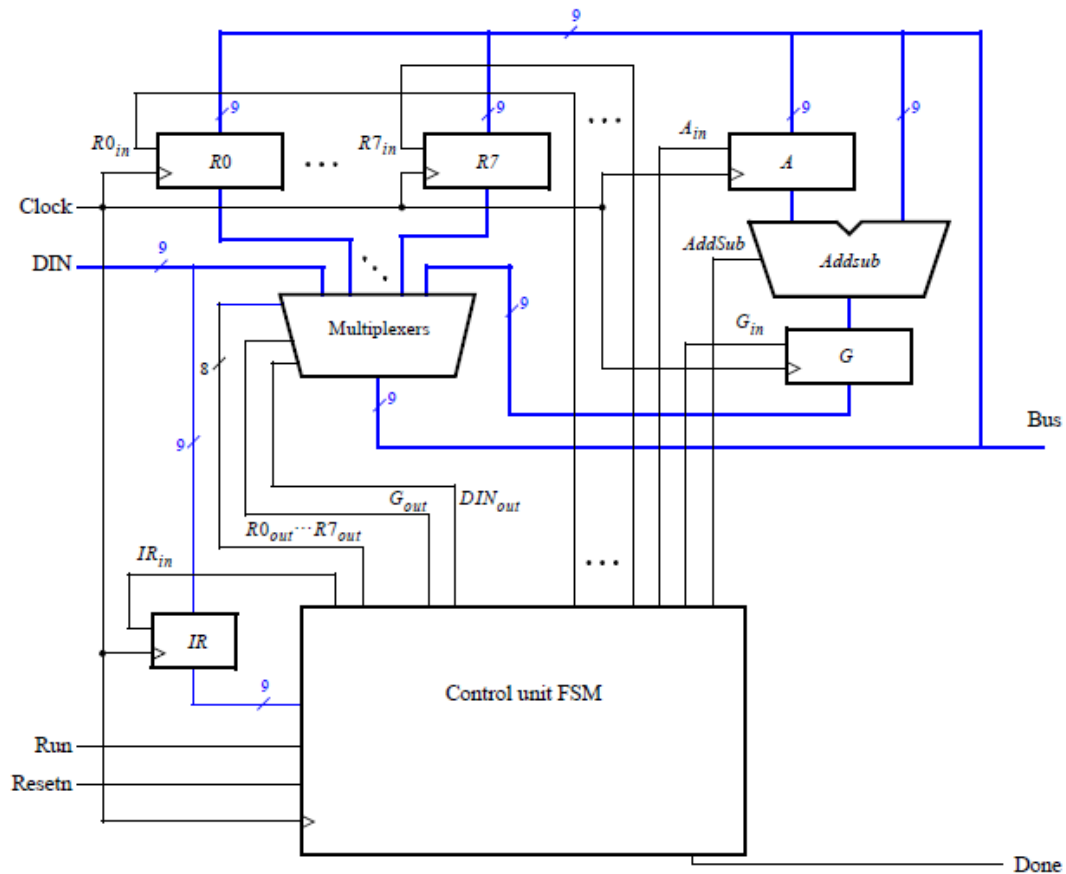 9
9
9
9
9
R0in
R0
• • •
R7in
R7
• • •
Ain
A
Clock
DIN
9
AddSub
Addsub
Multiplexers
9
Gin
G
8
9
Bus
9
Gout
DINout
R0out···R7out
IRin
• • •
IR
9
Control unit FSM
Run
Resetn
Done